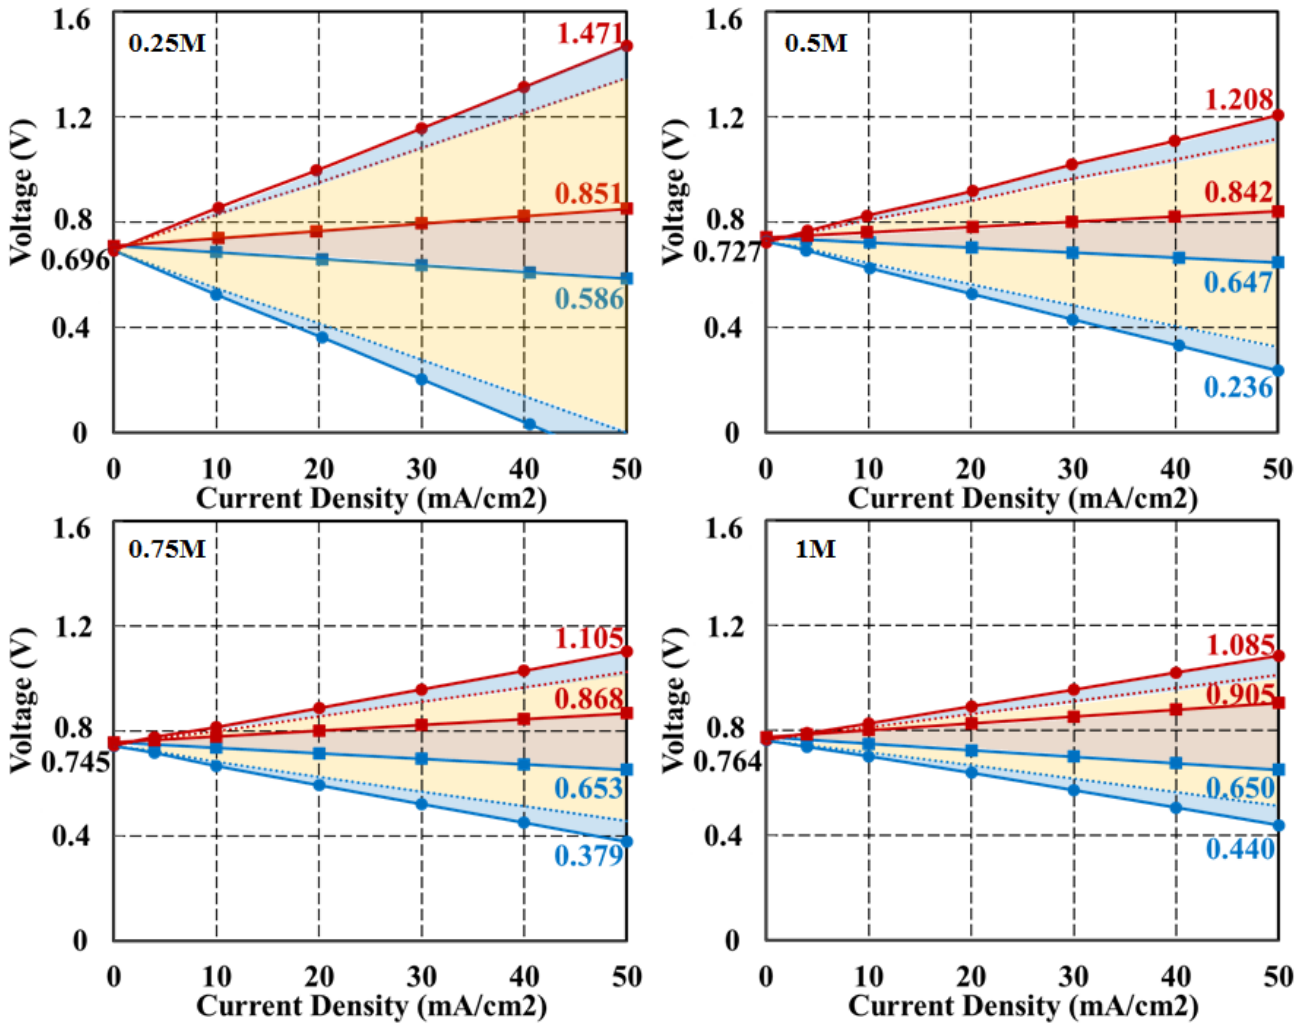 1.6
0.25M
1.471
1.2
0.851
0.8
0.696
0.586
0.4
0
Voltage (V)
0 10 20 30 40 50
Current Density (mA/cm2)
1.6
0.5M
1.208
1.2
0.842
0.8
0.727
0.647
0.4
0.236
0
Voltage (V)
0 10 20 30 40 50
Current Density (mA/cm2)
1.6
0.75M
1.2
1.105
0.868
0.8
0.745
0.653
0.4
0.379
0
Voltage (V)
0 10 20 30 40 50
Current Density (mA/cm2)
1.6
1M
1.2
1.085
0.905
0.8
0.764
0.650
0.4
0.440
0
Voltage (V)
0 10 20 30 40 50
Current Density (mA/cm2)